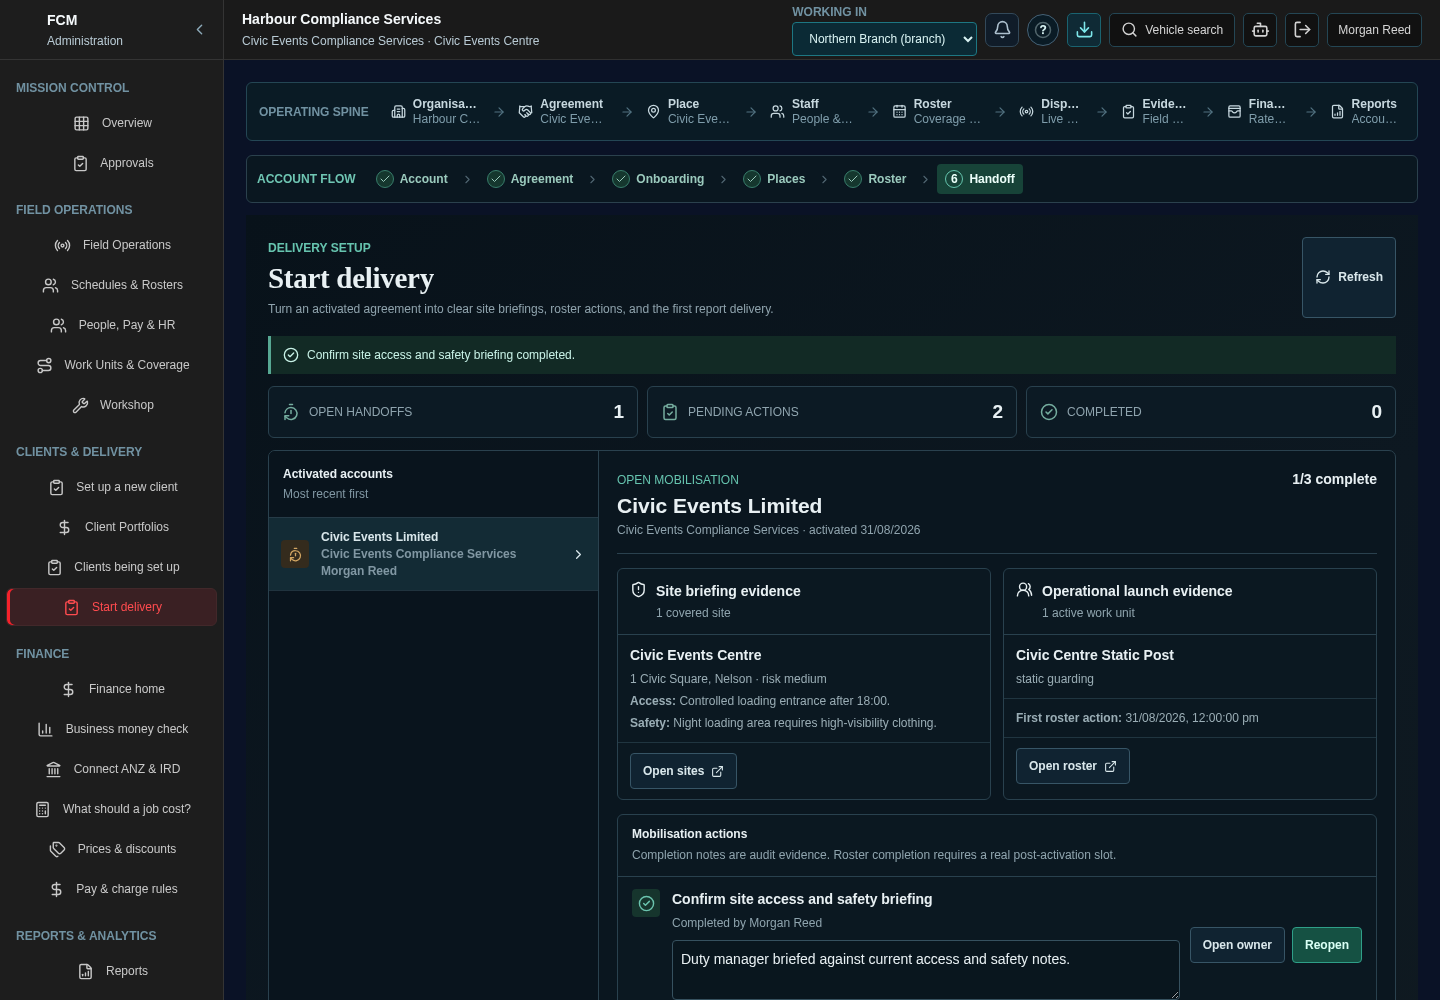 FCM
Administration
Harbour Compliance Services
Civic Events Compliance Services · Civic Events Centre
WORKING IN
Northern Branch (branch)
Vehicle search
Morgan Reed
MISSION CONTROL
Overview
Approvals
FIELD OPERATIONS
Field Operations
Schedules & Rosters
People, Pay & HR
Work Units & Coverage
Workshop
CLIENTS & DELIVERY
Set up a new client
Client Portfolios
Clients being set up
Start delivery
FINANCE
Finance home
Business money check
Connect ANZ & IRD
What should a job cost?
Prices & discounts
Pay & charge rules
REPORTS & ANALYTICS
Reports
OPERATING SPINE
Organisa…
Harbour C…
Agreement
Civic Eve…
Place
Civic Eve…
Staff
People &…
Roster
Coverage …
Disp…
Live …
Evide…
Field …
Fina…
Rate…
Reports
Accou…
ACCOUNT FLOW
Account
Agreement
Onboarding
Places
Roster
6 Handoff
DELIVERY SETUP
Start delivery
Turn an activated agreement into clear site briefings, roster actions, and the first report delivery.
Refresh
Confirm site access and safety briefing completed.
OPEN HANDOFFS 1
PENDING ACTIONS 2
COMPLETED 0
Activated accounts
Most recent first
Civic Events Limited
Civic Events Compliance Services
Morgan Reed
OPEN MOBILISATION
1/3 complete
Civic Events Limited
Civic Events Compliance Services · activated 31/08/2026
Site briefing evidence
1 covered site
Civic Events Centre
1 Civic Square, Nelson · risk medium
Access: Controlled loading entrance after 18:00.
Safety: Night loading area requires high-visibility clothing.
Open sites
Operational launch evidence
1 active work unit
Civic Centre Static Post
static guarding
First roster action: 31/08/2026, 12:00:00 pm
Open roster
Mobilisation actions
Completion notes are audit evidence. Roster completion requires a real post-activation slot.
Confirm site access and safety briefing
Completed by Morgan Reed
Duty manager briefed against current access and safety notes.
Open owner
Reopen